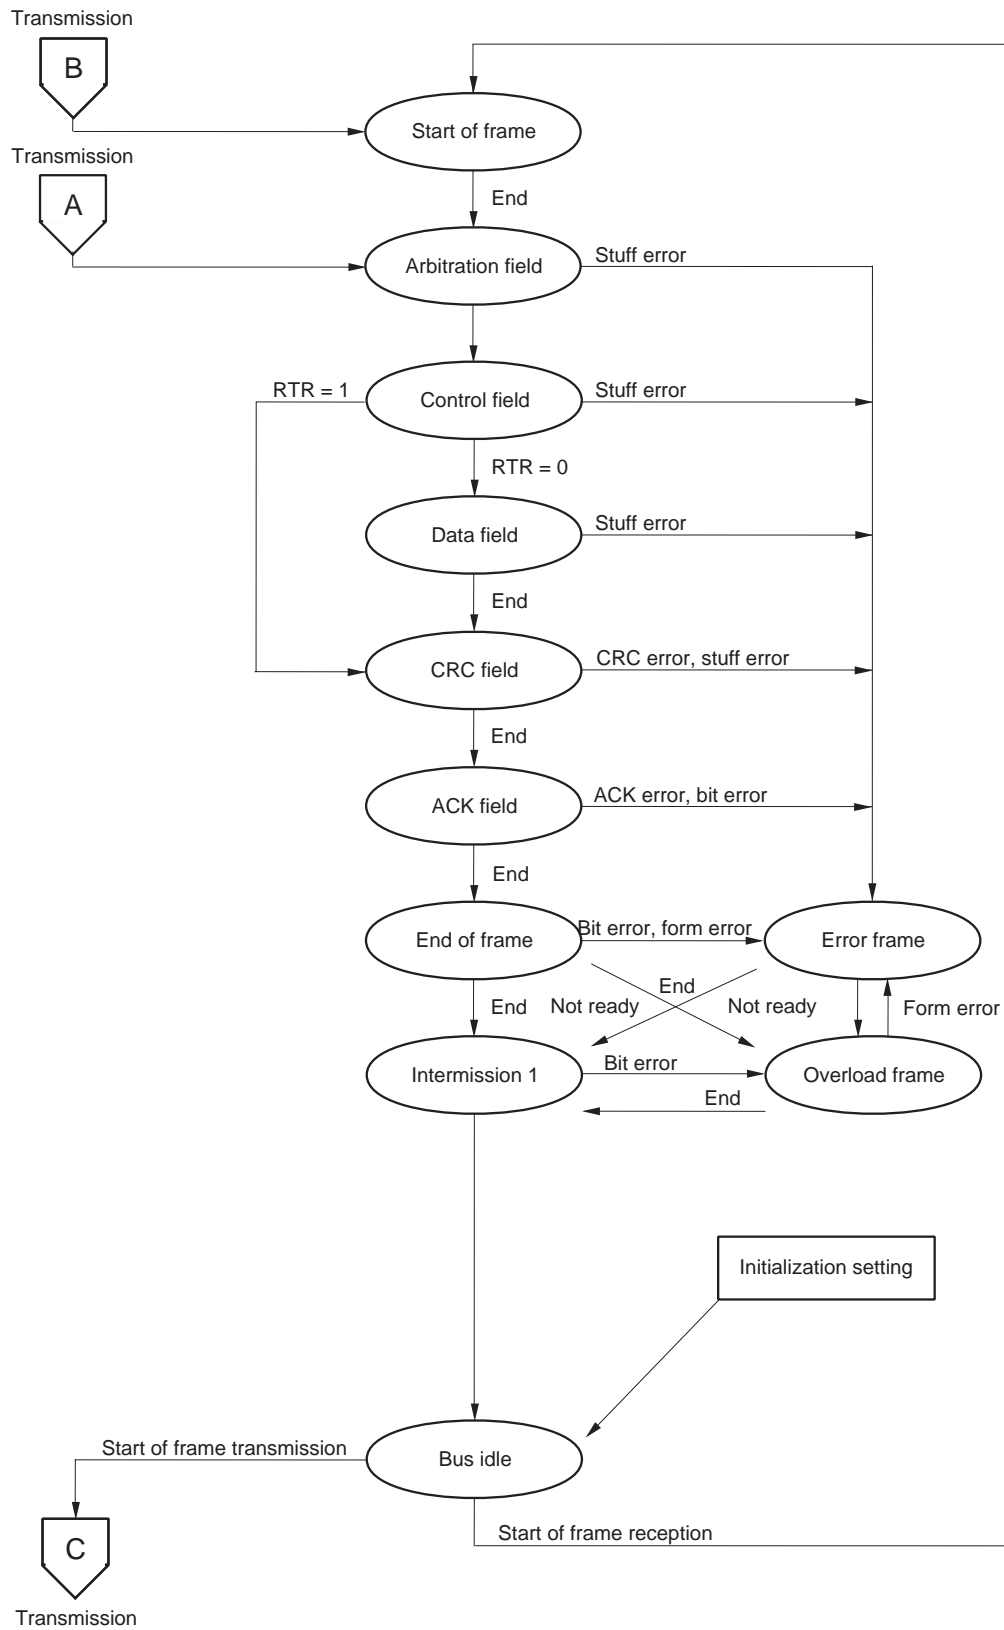 Transmission
B
Start of frame
Transmission
A
End
Arbitration field
Stuff error
RTR = 1
Control field
Stuff error
RTR = 0
Data field
Stuff error
End
CRC field
CRC error, stuff error
End
ACK field
ACK error, bit error
End
End of frame
Bit error, form error
Error frame
End
End
Not ready
Not ready
Form error
Intermission 1
Bit error
Overload frame
End
Initialization setting
Start of frame transmission
Bus idle
C
Start of frame reception
Transmission